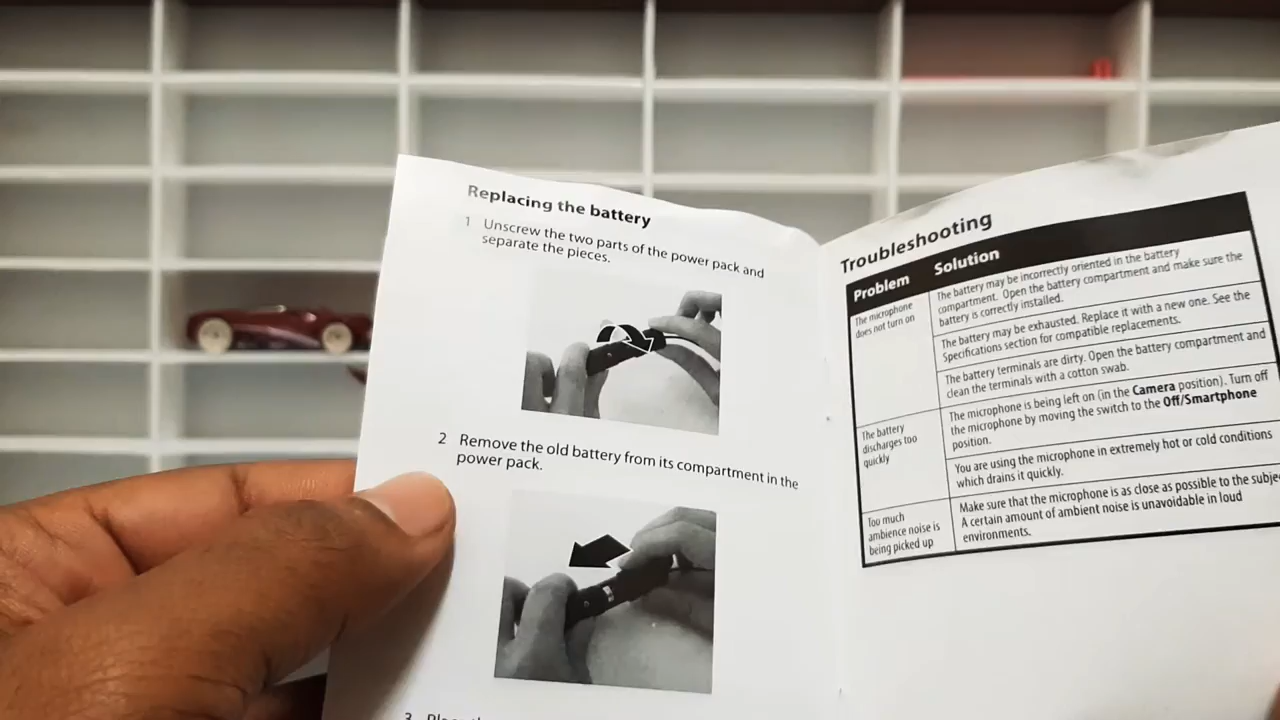 Replacing the battery
1 Unscrew the two parts of the power pack and
separate the pieces.
2 Remove the old battery from its compartment in the
power pack.
3
Troubleshooting
Problem Solution
The microphone
does not turn on
The battery may be incorrectly oriented in the battery
compartment. Open the battery compartment and make sure the
battery is correctly installed.
The battery may be exhausted. Replace it with a new one. See the
Specifications section for compatible replacements.
The battery terminals are dirty. Open the battery compartment and
clean the terminals with a cotton swab.
The battery
discharges too
quickly
The microphone is being left on (in the Camera position). Turn off
the microphone by moving the switch to the Off/Smartphone
position.
You are using the microphone in extremely hot or cold conditions
which drains it quickly.
Too much
ambience noise is
being picked up
Make sure that the microphone is as close as possible to the
A certain amount of ambient noise is unavoidable in loud
environments.